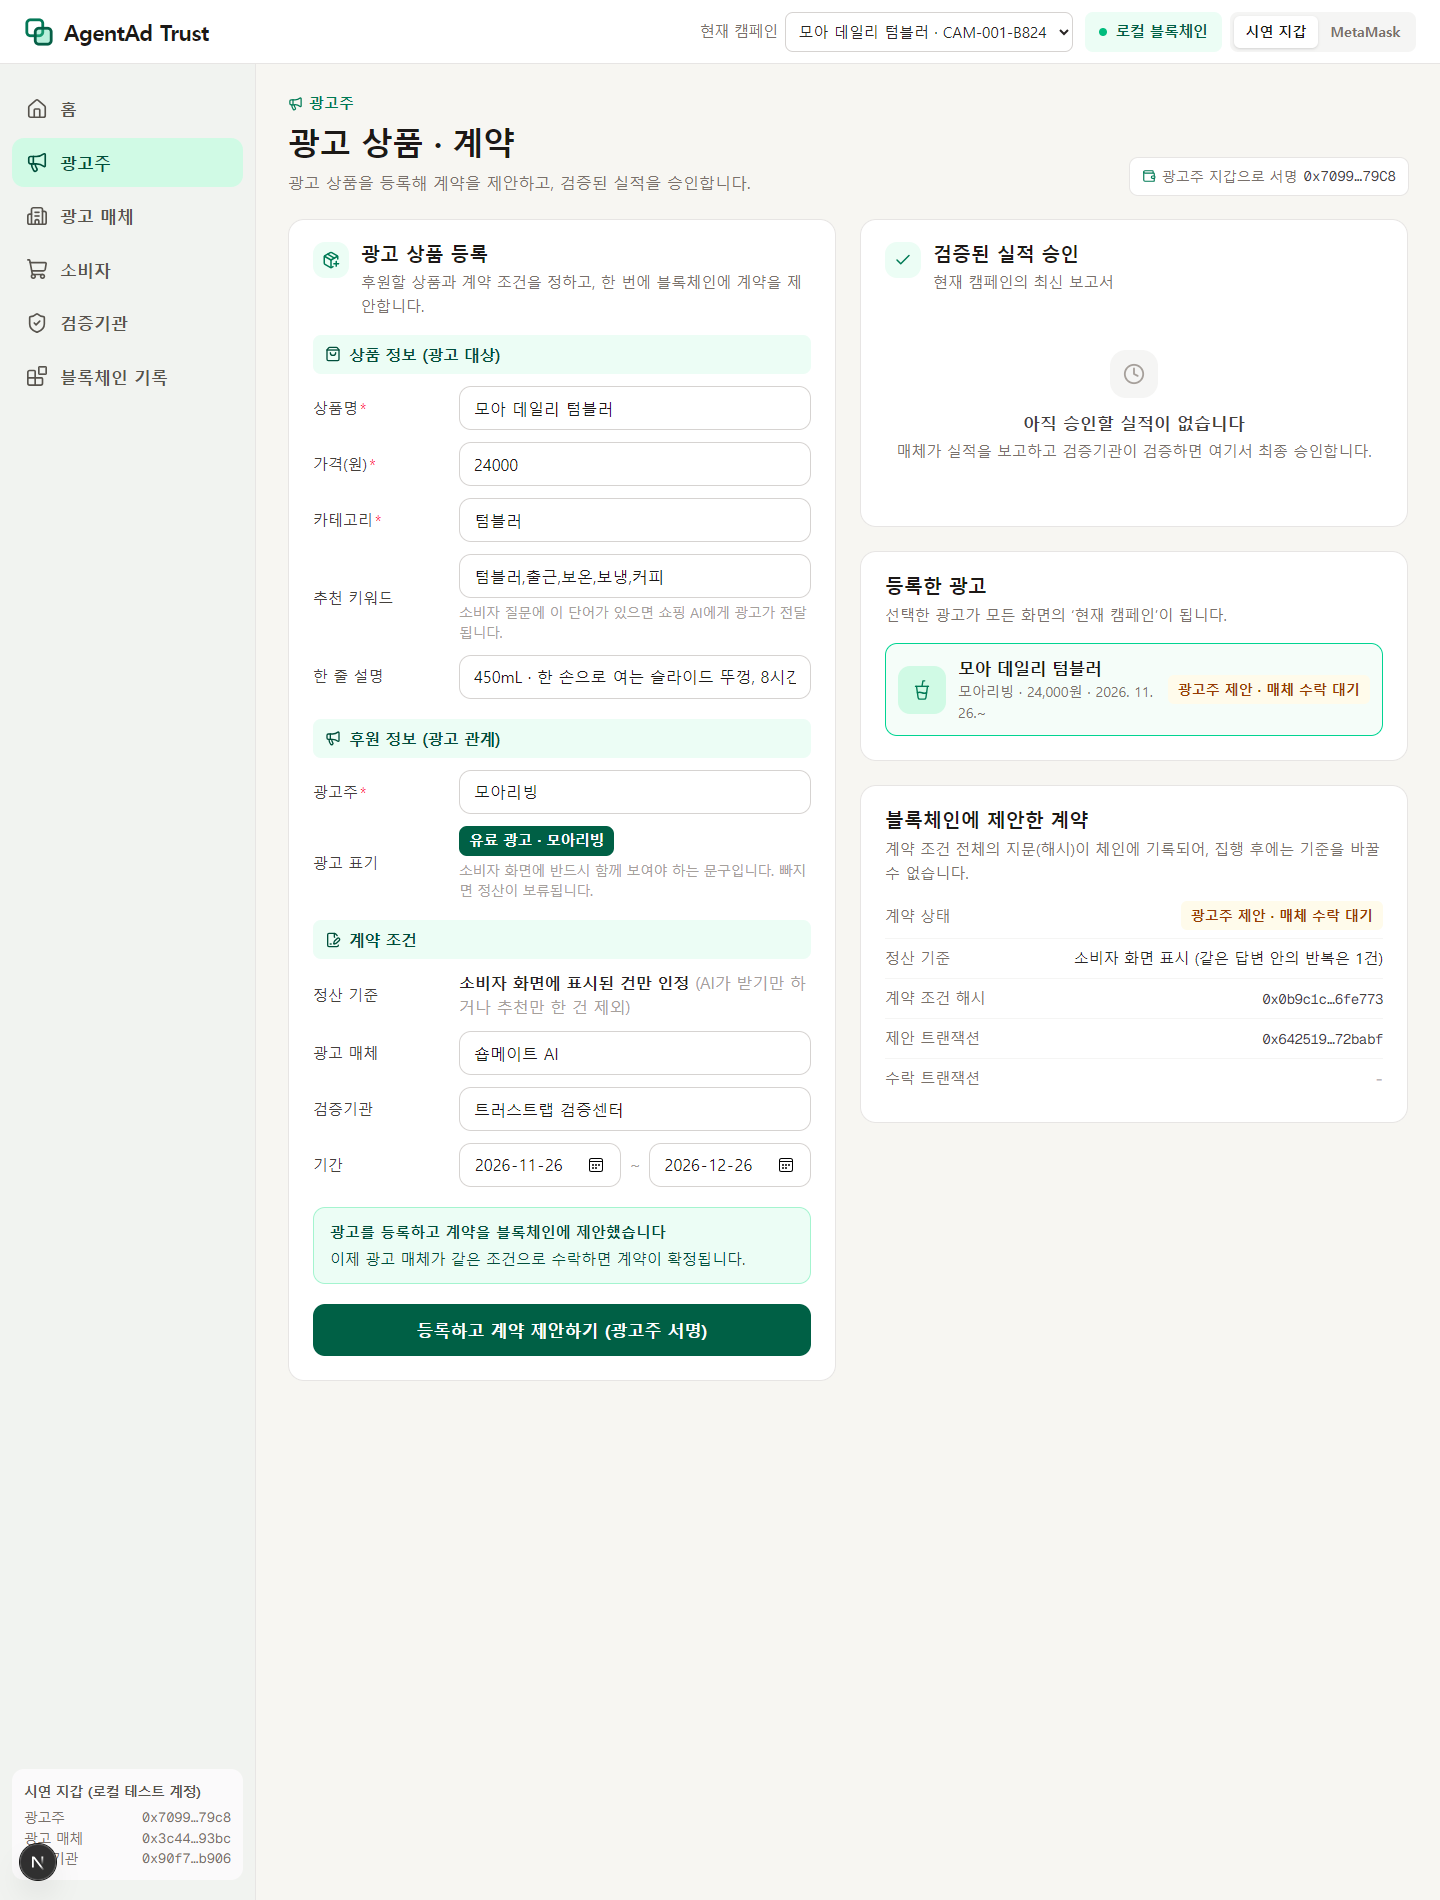 AgentAd Trust
현재 캠페인
모아 데일리 텀블러 · CAM-001-B824
로컬 블록체인
시연 지갑
MetaMask
홈
광고주
광고 매체
소비자
검증기관
블록체인 기록
광고주
광고 상품 · 계약
광고 상품을 등록해 계약을 제안하고, 검증된 실적을 승인합니다.
광고주 지갑으로 서명 0x7099…79C8
광고 상품 등록
후원할 상품과 계약 조건을 정하고, 한 번에 블록체인에 계약을 제
안합니다.
상품 정보 (광고 대상)
상품명*
모아 데일리 텀블러
가격(원)*
24000
카테고리*
텀블러
추천 키워드
텀블러,출근,보온,보냉,커피
소비자 질문에 이 단어가 있으면 쇼핑 AI에게 광고가 전달
됩니다.
한 줄 설명
450mL · 한 손으로 여는 슬라이드 뚜껑, 8시간
후원 정보 (광고 관계)
광고주*
모아리빙
광고 표기
유료 광고 · 모아리빙
소비자 화면에 반드시 함께 보여야 하는 문구입니다. 빠지
면 정산이 보류됩니다.
계약 조건
정산 기준
소비자 화면에 표시된 건만 인정 (AI가 받기만 하
거나 추천만 한 건 제외)
광고 매체
숍메이트 AI
검증기관
트러스트랩 검증센터
기간
2026-11-26
~
2026-12-26
광고를 등록하고 계약을 블록체인에 제안했습니다
이제 광고 매체가 같은 조건으로 수락하면 계약이 확정됩니다.
등록하고 계약 제안하기 (광고주 서명)
검증된 실적 승인
현재 캠페인의 최신 보고서
아직 승인할 실적이 없습니다
매체가 실적을 보고하고 검증기관이 검증하면 여기서 최종 승인합니다.
등록한 광고
선택한 광고가 모든 화면의 '현재 캠페인'이 됩니다.
모아 데일리 텀블러
모아리빙 · 24,000원 · 2026. 11.
26.~
광고주 제안 · 매체 수락 대기
블록체인에 제안한 계약
계약 조건 전체의 지문(해시)이 체인에 기록되어, 집행 후에는 기준을 바꿀
수 없습니다.
계약 상태
광고주 제안 · 매체 수락 대기
정산 기준
소비자 화면 표시 (같은 답변 안의 반복은 1건)
계약 조건 해시
0x0b9c1c…6fe773
제안 트랜잭션
0x642519…72babf
수락 트랜잭션
-
시연 지갑 (로컬 테스트 계정)
광고주
0x7099…79c8
광고 매체
0x3c44…93bc
기관
0x90f7…b906
N